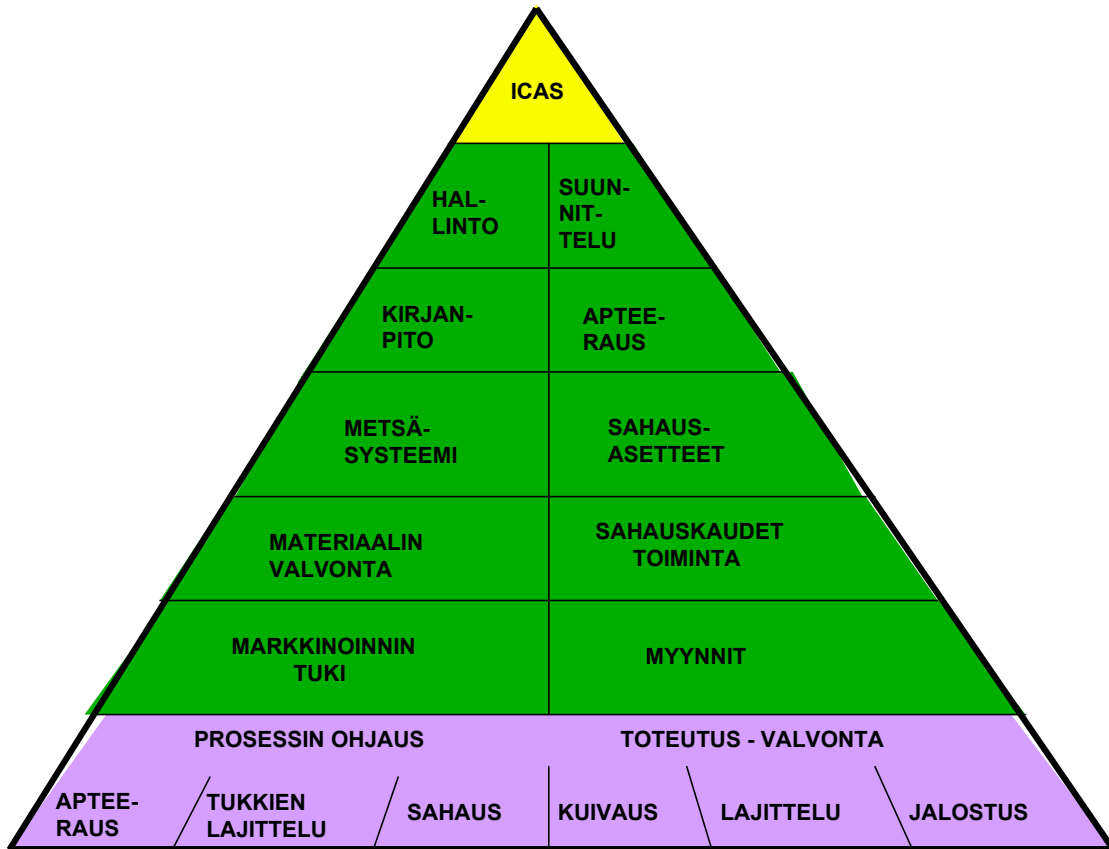 ICAS
HAL-
LINTO
SUUN-
NIT-
TELU
KIRJAN-
PITO
APTEE-
RAUS
METSÄ-
SYSTEEMI
SAHAUS-
ASETTEET
MATERIAALIN
VALVONTA
SAHAUSKAUDET
TOIMINTA
MARKKINOINNIN
TUKI
MYYNNIT
PROSESSIN OHJAUS
TOTEUTUS - VALVONTA
APTEE-
RAUS
TUKKIEN
LAJITTELU
SAHAUS
KUIVAUS
LAJITTELU
JALOSTUS